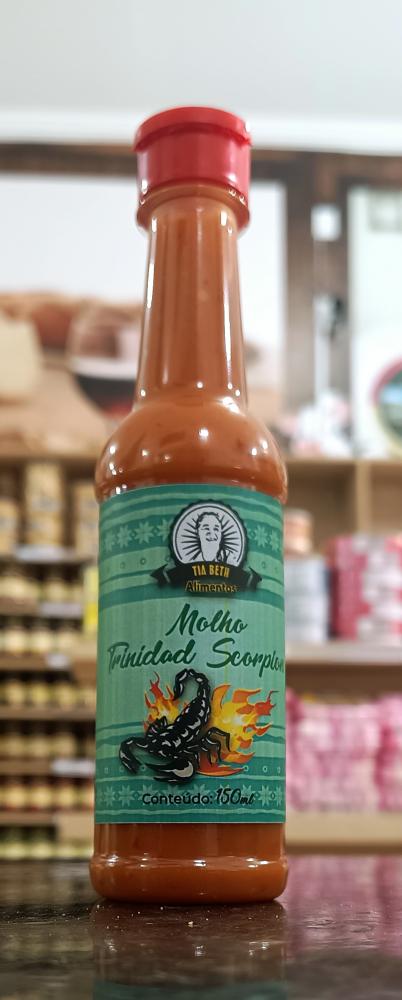 TIA BETH
Alimentos
Molho
Trinidad Scorpion
Conteúdo: 150ml